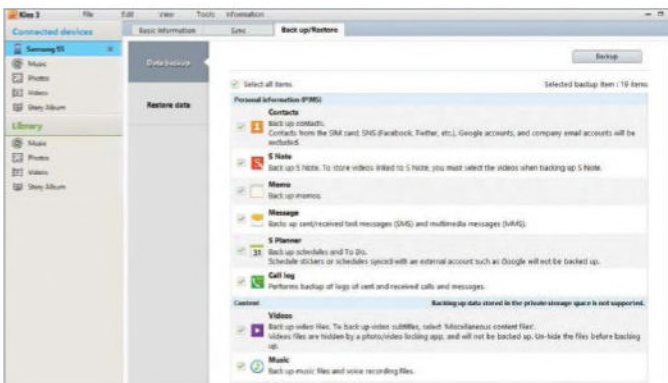 Kies 3 File Edit View Tools Information
Connected devices
Basic information Sync Back up/Restore
Samsung S5
Data backup
Backup
Music
Photos
Select all items
Selected backup item : 19 items
Videos
Story Album
Restore data
Personal information (PIMS)
Contacts
Back up contacts.
Contacts from the SIM card, SNS (Facebook, Twitter, etc.), Google accounts, and company email accounts will be
excluded.
Library
Music
Photos
Videos
Story Album
S Note
Back up S Note. To store videos linked to S Note, you must select the videos when backing up S Note.
Memo
Back up memos.
Message
Backs up sent/received text messages (SMS) and multimedia messages (MMS).
S Planner
31
Back up schedules and To Do.
Schedule stickers or schedules synced with an external account such as Google will not be backed up.
Call log
Performs backup of logs of sent and received calls and messages.
Content
Backing up data stored in the private storage space is not supported.
Videos
Back up video files. To back up video subtitles, select 'Miscellaneous content files'.
Videos files are hidden by a photo/video locking app, and will not be backed up. Un-hide the files before backing
up.
Music
Back up music files and voice recording files.